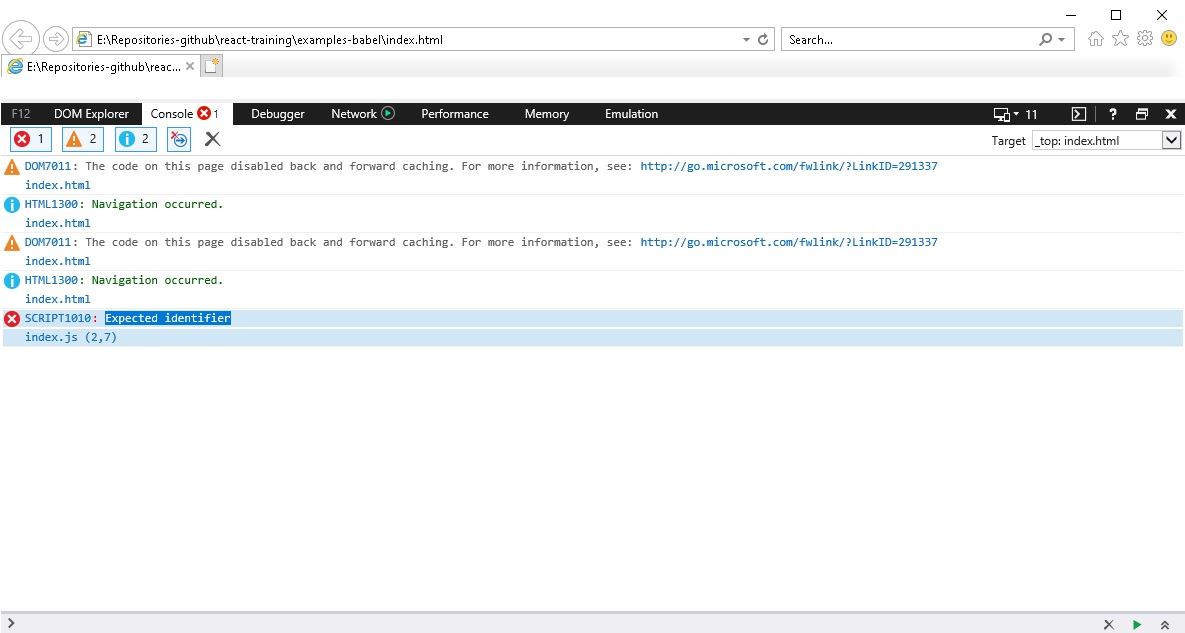 E:\Repositories-github\react-training\examples-babel\index.html
Search...
E:\Repositories-github\reac...
F12 DOM Explorer Console 1 Debugger Network Performance Memory Emulation 11 ?
1 2 2 Target _top: index.html
DOM7011: The code on this page disabled back and forward caching. For more information, see: http://go.microsoft.com/fwlink/?LinkID=291337
index.html
HTML1300: Navigation occurred.
index.html
DOM7011: The code on this page disabled back and forward caching. For more information, see: http://go.microsoft.com/fwlink/?LinkID=291337
index.html
HTML1300: Navigation occurred.
index.html
SCRIPT1010: Expected identifier
index.js (2,7)